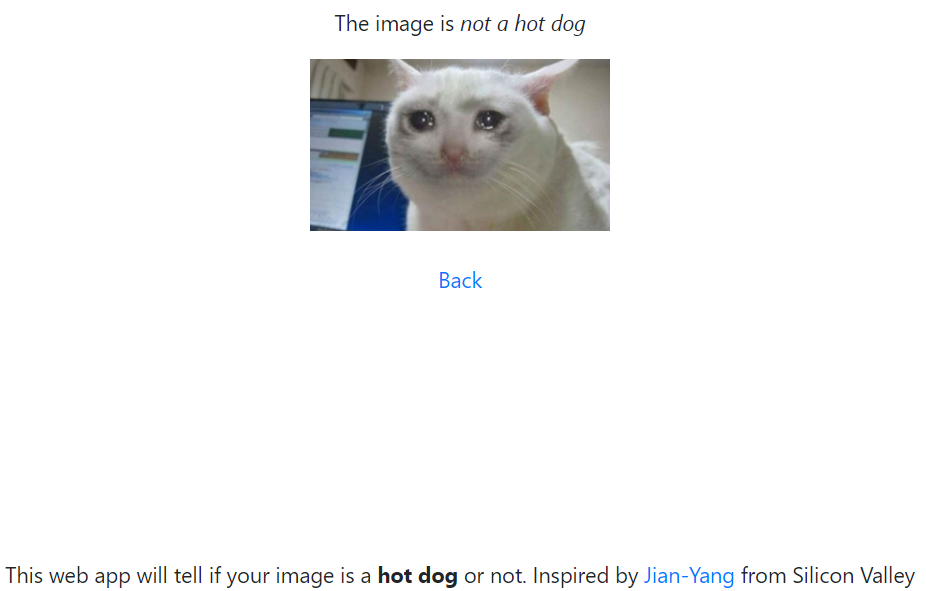 The image is not a hot dog
Back
This web app will tell if your image is a hot dog or not. Inspired by Jian-Yang from Silicon Valley